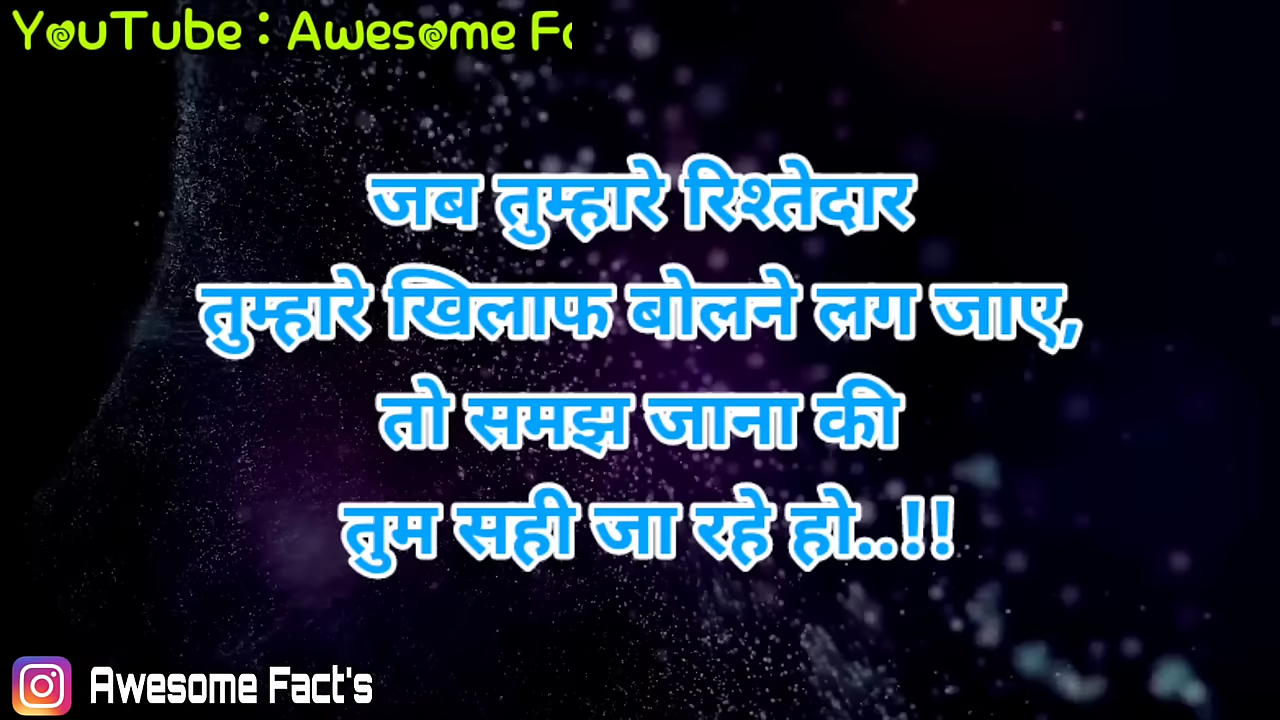 YouTube : Awesome
जब तुम्हारे रिश्तेदार
तुम्हारे खिलाफ बोलने लग जाए,
तो समझ जाना की
तुम सही जा रहे हो..!!
Awesome Fact's